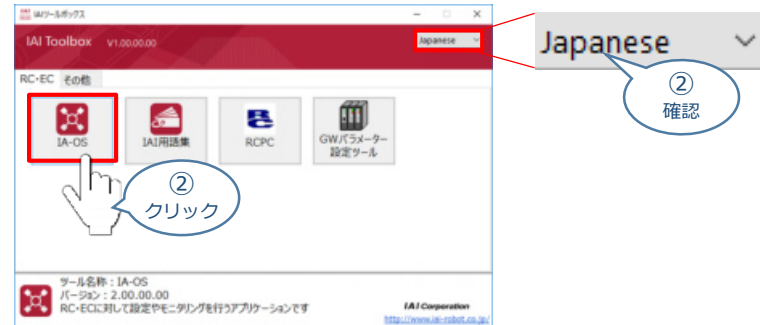 IAIツールボックス
IAI Toolbox V1.00.00.00
Japanese
Japanese
②
確認
RC・EC その他
IA-OS
IAI用語集
RCPC
GWパラメーター
設定ツール
②
クリック
ツール名称：IA-OS
バージョン：2.00.00.00
RC・ECに対して設定やモニタリングを行うアプリケーションです
IAI Corporation
http://www.iai-robot.co.jp/